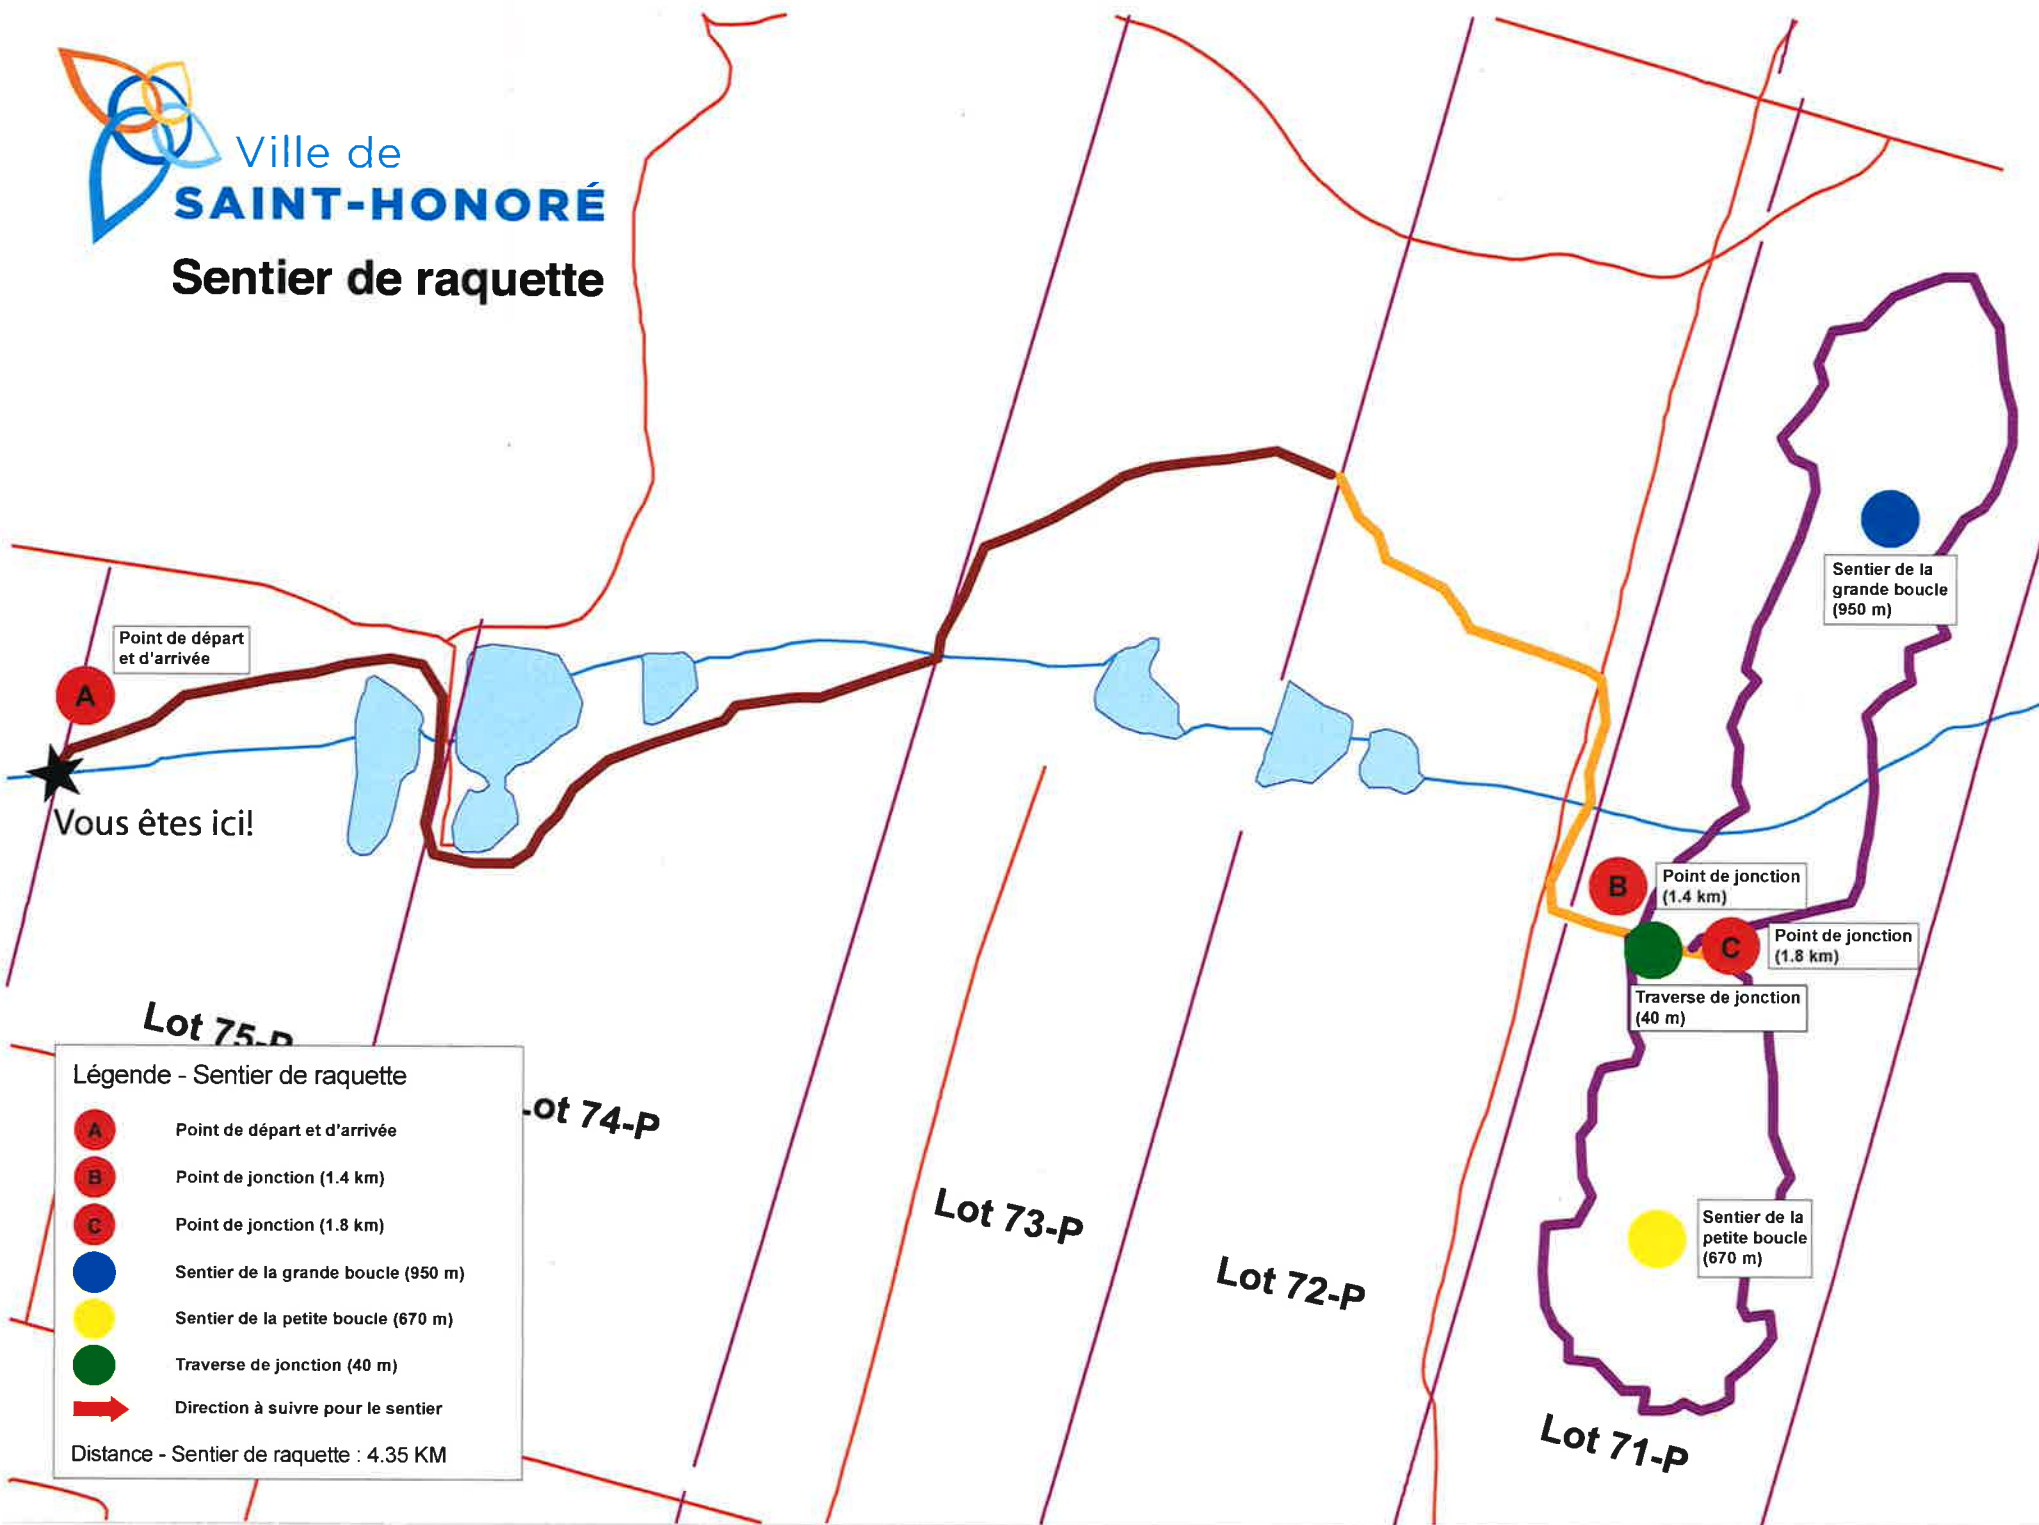 Ville de
SAINT-HONORÉ
Sentier de raquette
Point de départ
et d'arrivée
A
Vous êtes ici!
Sentier de la
grande boucle
(950 m)
B
Point de jonction
(1.4 km)
C
Point de jonction
(1.8 km)
Traverse de jonction
(40 m)
Sentier de la
petite boucle
(670 m)
Lot 75-P
Lot 74-P
Lot 73-P
Lot 72-P
Lot 71-P
Légende - Sentier de raquette
A Point de départ et d'arrivée
B Point de jonction (1.4 km)
C Point de jonction (1.8 km)
Sentier de la grande boucle (950 m)
Sentier de la petite boucle (670 m)
Traverse de jonction (40 m)
Direction à suivre pour le sentier
Distance - Sentier de raquette : 4.35 KM